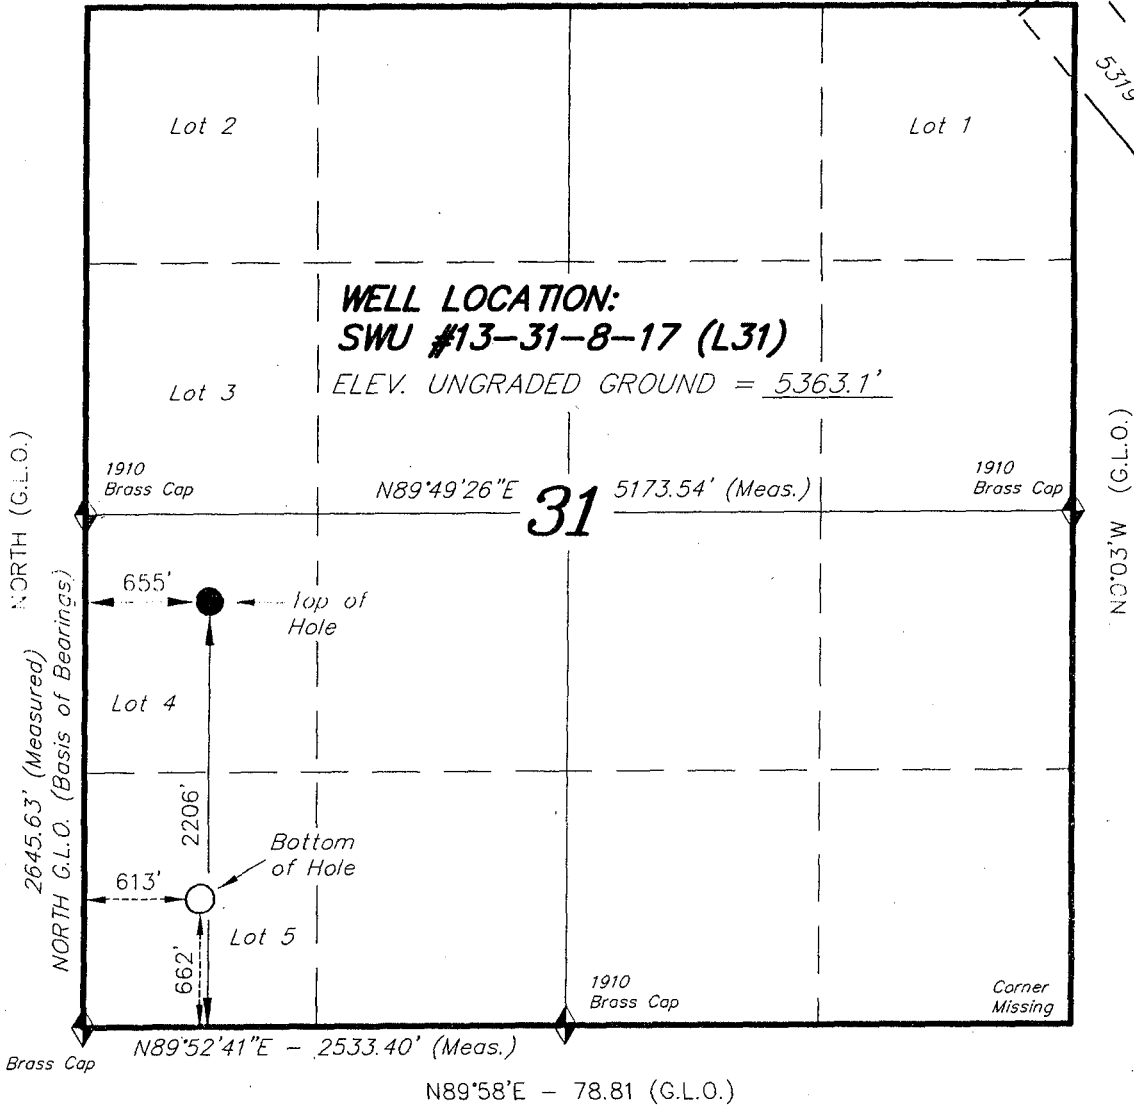 5319
Lot 2
Lot 1
WELL LOCATION:
SWU #13-31-8-17 (L31)
ELEV. UNGRADED GROUND = 5363.1'
Lot 3
NORTH (G.L.O.)
1910
Brass Cap
N89°49'26"E
31
5173.54' (Meas.)
1910
Brass Cap
N0°03'W (G.L.O.)
655'
Top of
Hole
2645.63' (Measured)
NORTH G.L.O. (Basis of Bearings)
Lot 4
2206'
Bottom
of Hole
613'
Lot 5
662'
1910
Brass Cap
Corner
Missing
Brass Cap
N89°52'41"E - 2533.40' (Meas.)
N89°58'E - 78.81 (G.L.O.)